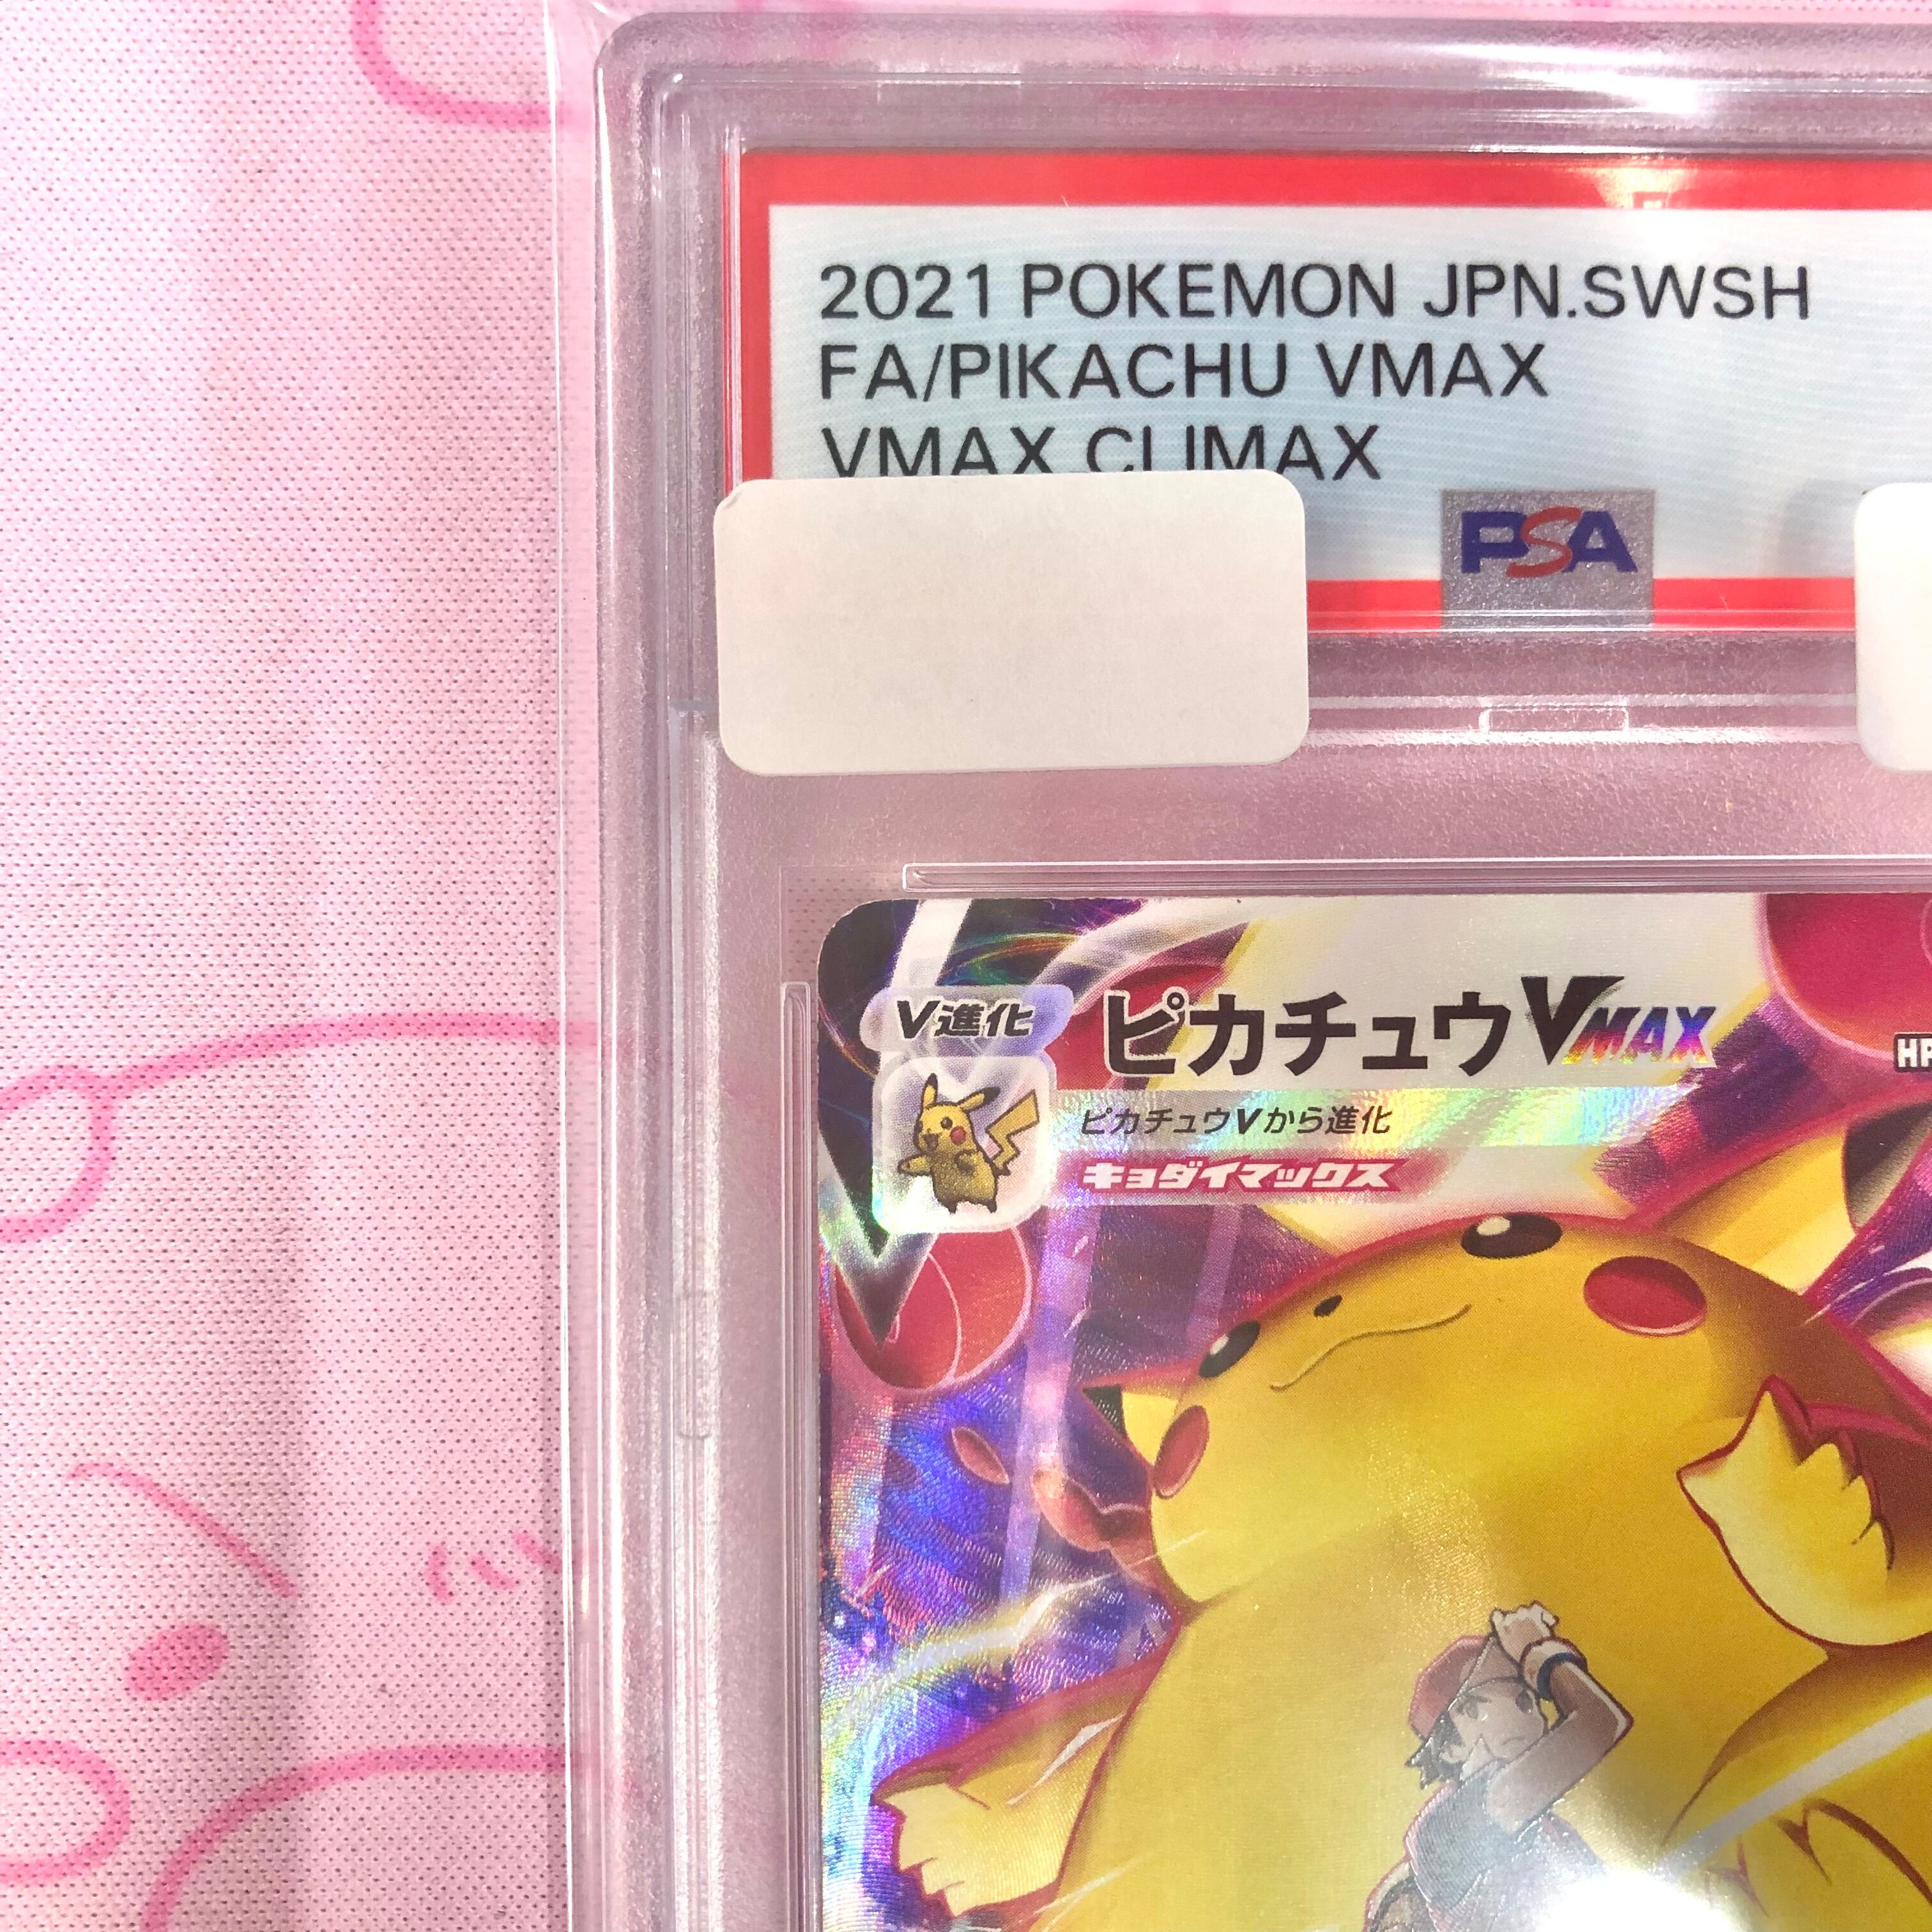 2021 POKEMON JPN.SWSH
FA/PIKACHU VMAX
VMAX CLIMAX
PSA
V進化
ピカチュウVMAX
HP
ピカチュウVから進化
キョダイマックス